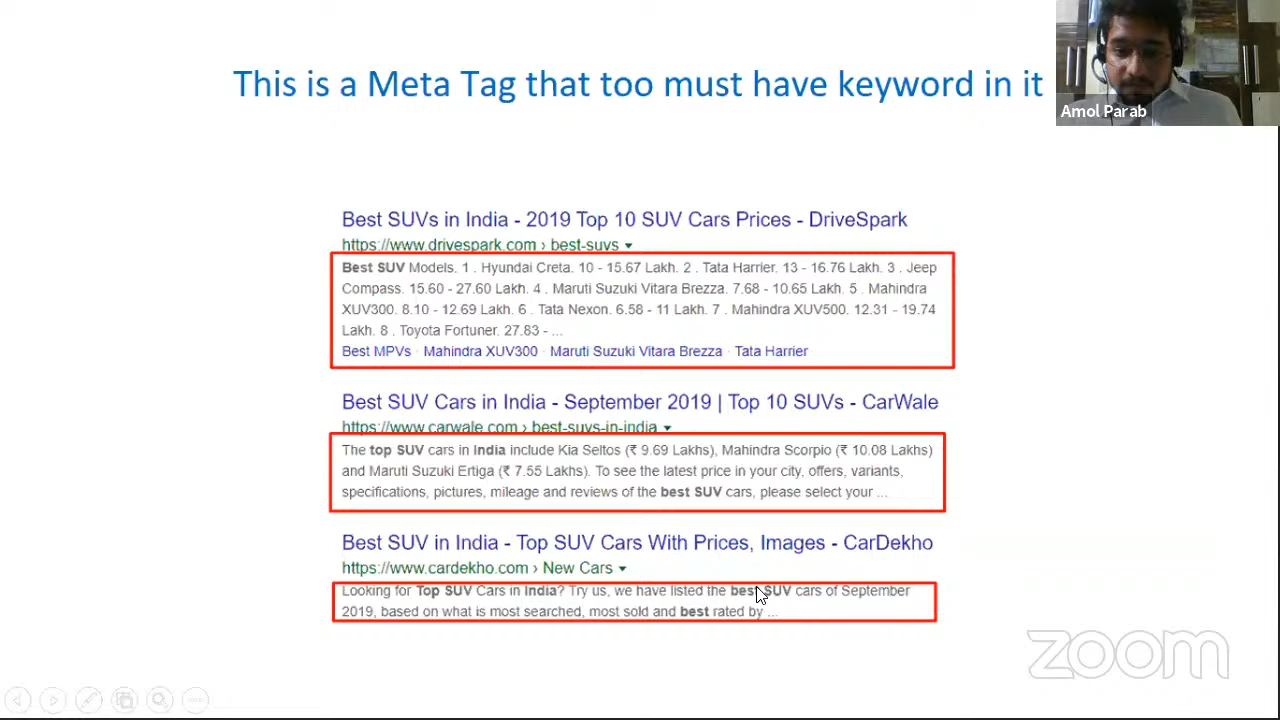 This is a Meta Tag that too must have keyword in it
Amol Parab
Best SUVs in India - 2019 Top 10 SUV Cars Prices - DriveSpark
https://www.drivespark.com › best-suvs
Best SUV Models. 1 . Hyundai Creta. 10 - 15.67 Lakh. 2 . Tata Harrier. 13 - 16.76 Lakh. 3 . Jeep
Compass. 15.60 - 27.60 Lakh. 4 . Maruti Suzuki Vitara Brezza. 7.68 - 10.65 Lakh. 5 . Mahindra
XUV300. 8.10 - 12.69 Lakh. 6 . Tata Nexon. 6.58 - 11 Lakh. 7 . Mahindra XUV500. 12.31 - 19.74
Lakh. 8 . Toyota Fortuner. 27.83 - ...
Best MPVs · Mahindra XUV300 · Maruti Suzuki Vitara Brezza · Tata Harrier
Best SUV Cars in India - September 2019 | Top 10 SUVs - CarWale
https://www.carwale.com › best-suvs-in-india
The top SUV cars in India include Kia Seltos (₹ 9.69 Lakhs), Mahindra Scorpio (₹ 10.08 Lakhs)
and Maruti Suzuki Ertiga (₹ 7.55 Lakhs). To see the latest price in your city, offers, variants,
specifications, pictures, mileage and reviews of the best SUV cars, please select your ...
Best SUV in India - Top SUV Cars With Prices, Images - CarDekho
https://www.cardekho.com › New Cars
Looking for Top SUV Cars in India? Try us, we have listed the best SUV cars of September
2019, based on what is most searched, most sold and best rated by ...
zoom